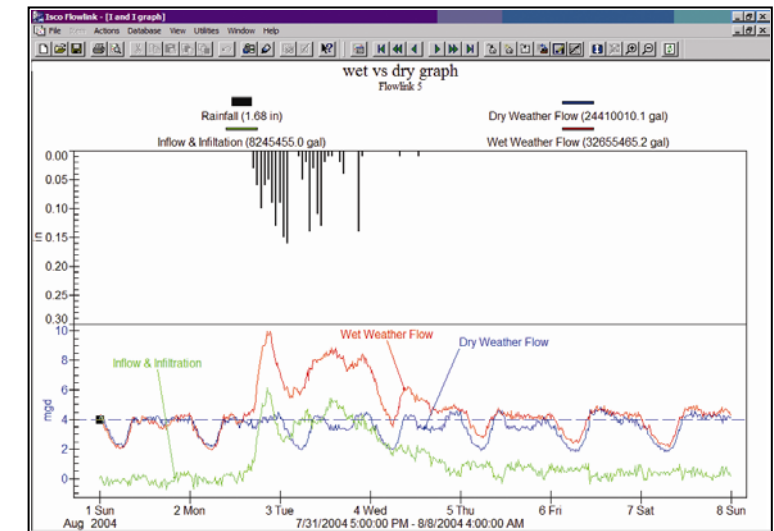 Isco Flowlink - [I and I graph]
File Actions Database View Utilities Window Help
wet vs dry graph
Flowlink 5
Rainfall (1.68 in)
Dry Weather Flow (24410010.1 gal)
Inflow & Infiltation (8245455.0 gal)
Wet Weather Flow (32655465.2 gal)
0.00
0.05
0.10
0.15
0.20
0.25
0.30
in
10
8
6
4
2
0
mgd
Wet Weather Flow
Dry Weather Flow
Inflow & Infiltration
1 Sun 2 Mon 3 Tue 4 Wed 5 Thu 6 Fri 7 Sat 8 Sun
Aug 2004
7/31/2004 5:00:00 PM - 8/8/2004 4:00:00 AM